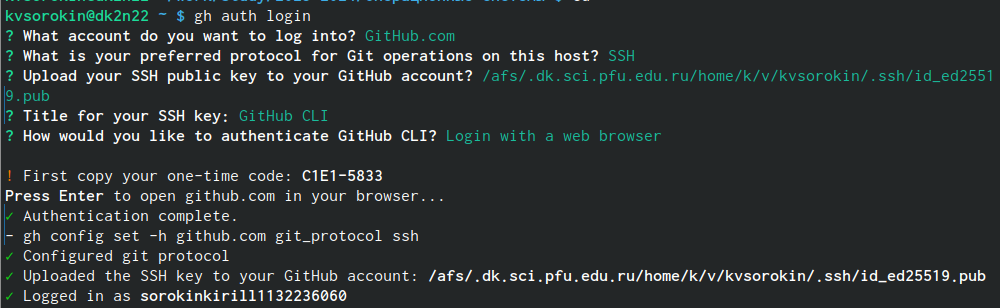 kvsorokin@dk2n22 ~ $ gh auth login
? What account do you want to log into? GitHub.com
? What is your preferred protocol for Git operations on this host? SSH
? Upload your SSH public key to your GitHub account? /afs/.dk.sci.pfu.edu.ru/home/k/v/kvsorokin/.ssh/id_ed2551
9.pub
? Title for your SSH key: GitHub CLI
? How would you like to authenticate GitHub CLI? Login with a web browser
! First copy your one-time code: C1E1-5833
Press Enter to open github.com in your browser...
✓ Authentication complete.
- gh config set -h github.com git_protocol ssh
✓ Configured git protocol
✓ Uploaded the SSH key to your GitHub account: /afs/.dk.sci.pfu.edu.ru/home/k/v/kvsorokin/.ssh/id_ed25519.pub
✓ Logged in as sorokinkirill1132236060